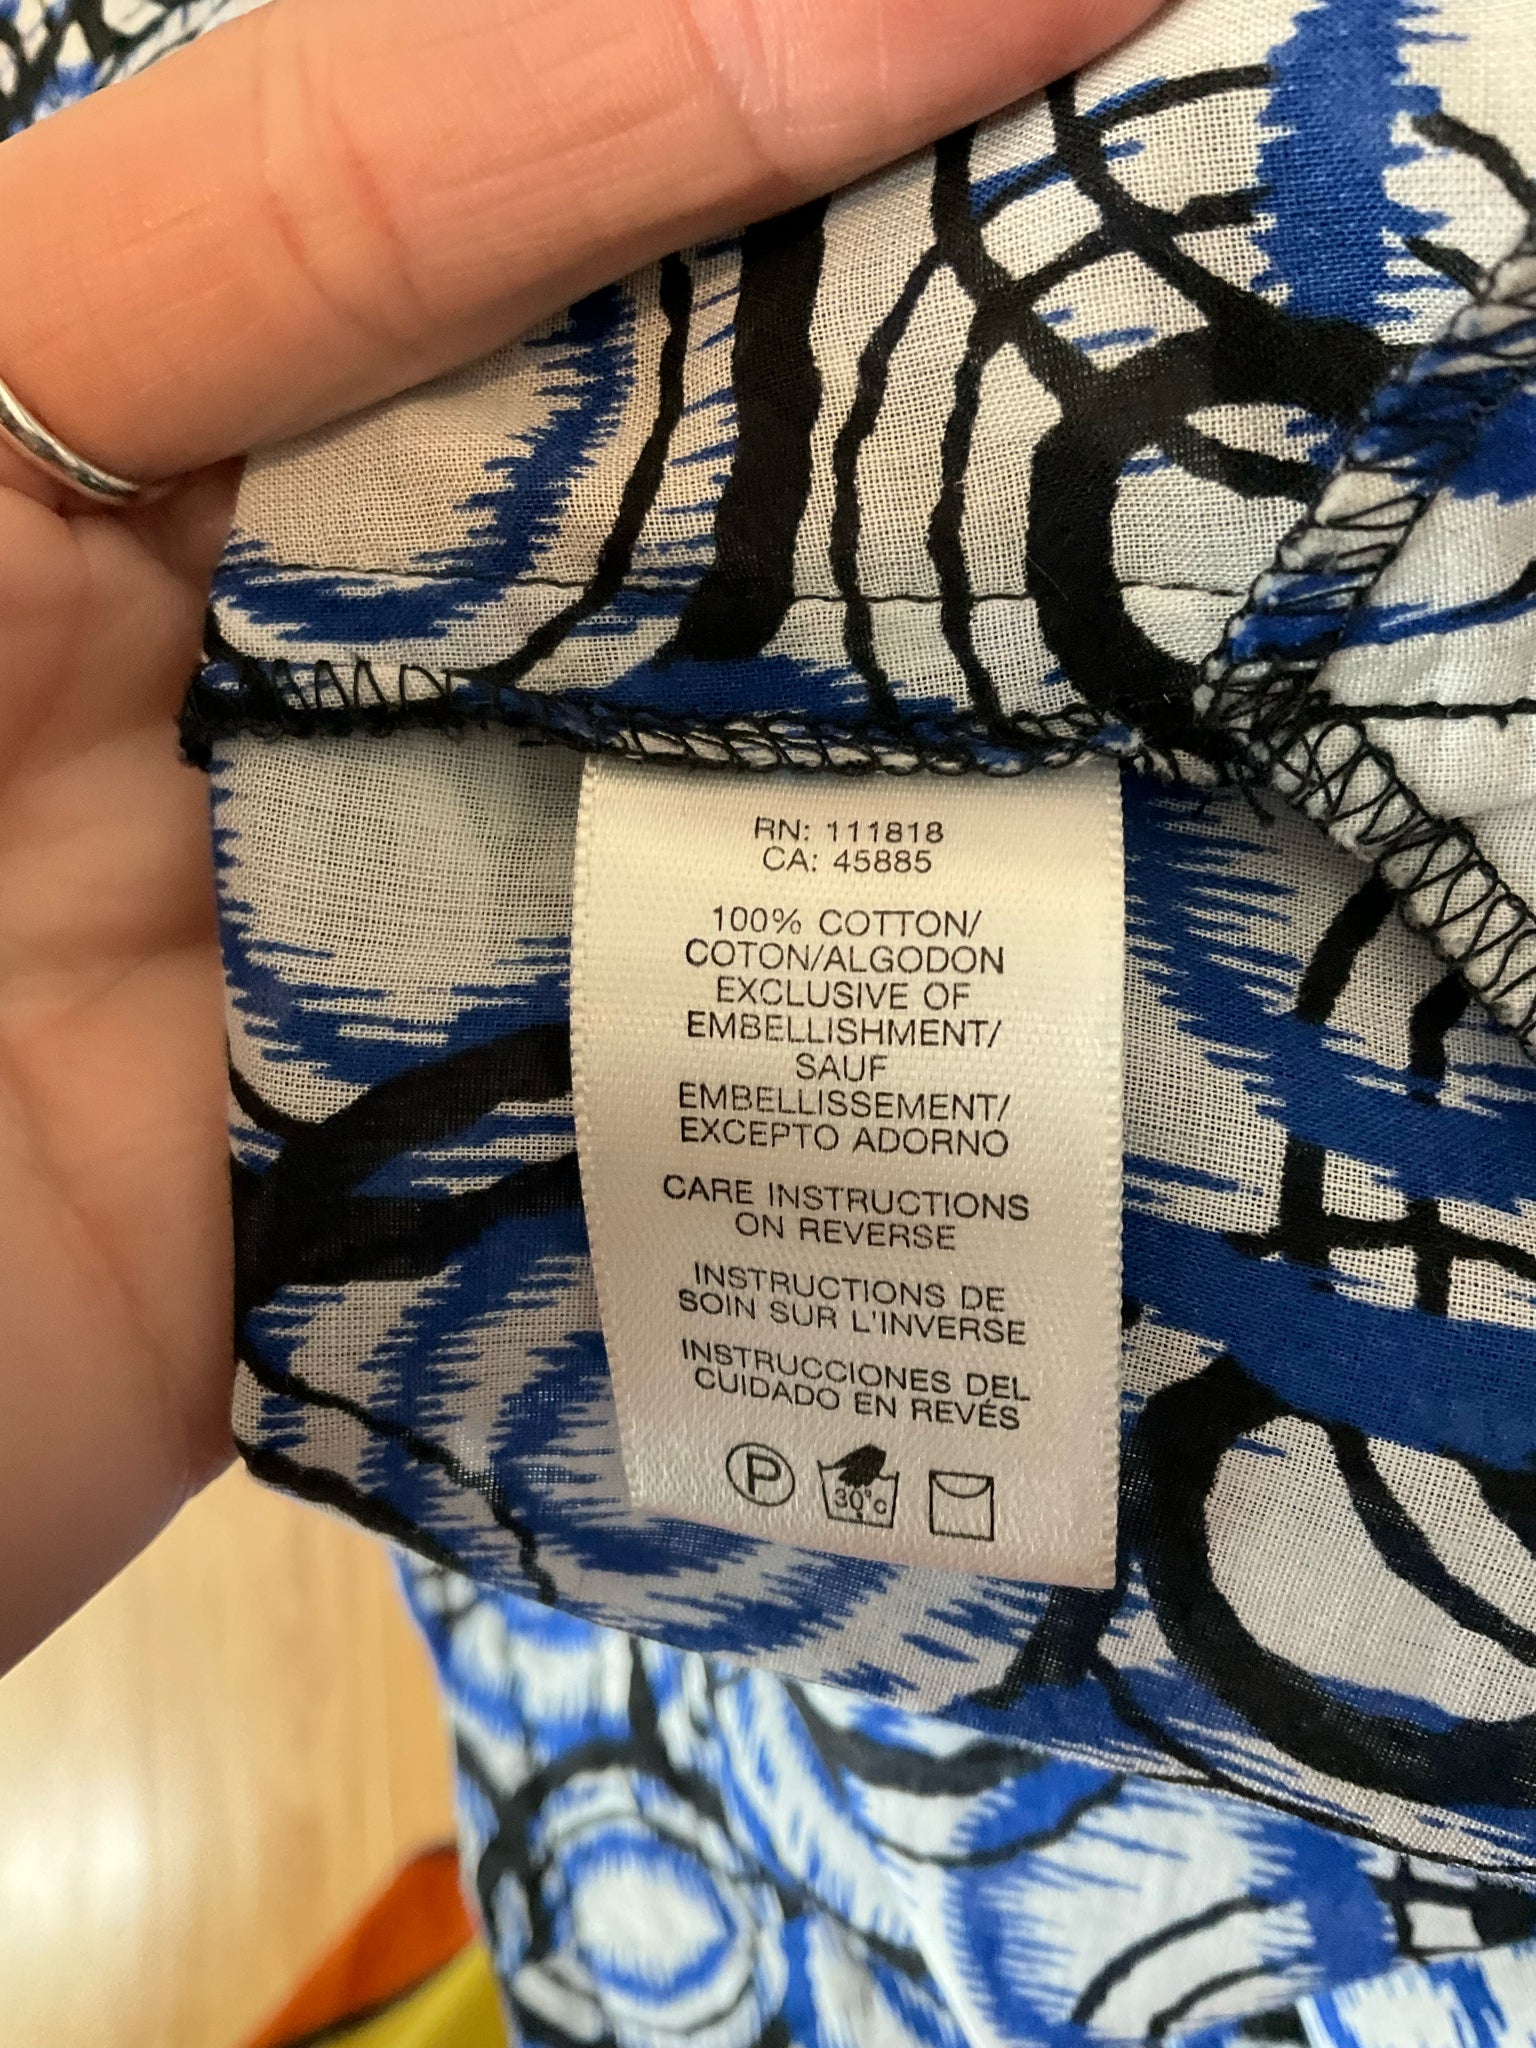 RN: 111818
CA: 45885
100% COTTON/
COTON/ALGODON
EXCLUSIVE OF
EMBELLISHMENT/
SAUF
EMBELLISSEMENT/
EXCEPTO ADORNO
CARE INSTRUCTIONS
ON REVERSE
INSTRUCTIONS DE
SOIN SUR L'INVERSE
INSTRUCCIONES DEL
CUIDADO EN REVÉS
P 30°c